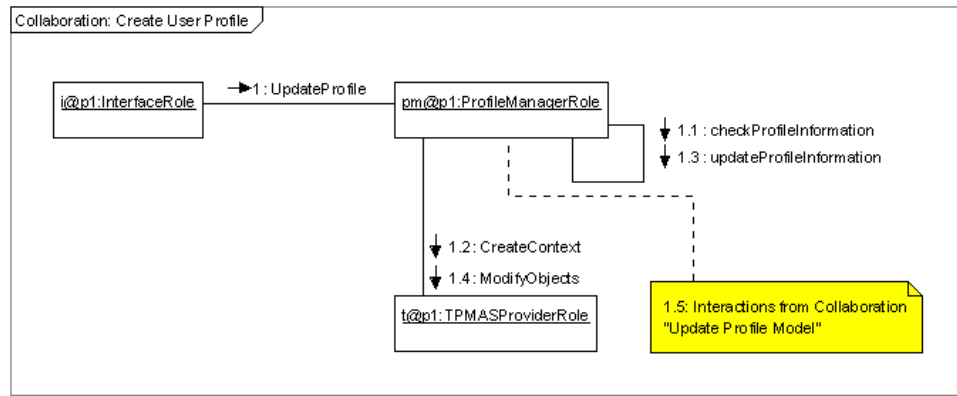 Collaboration: Create User Profile
i@p1:InterfaceRole
1: UpdateProfile
pm@p1:ProfileManagerRole
1.1 : checkProfileInformation
1.3 : updateProfileInformation
1.2: CreateContext
1.4: ModifyObjects
t@p1:TPMASProviderRole
1.5: Interactions from Collaboration
"Update Profile Model"